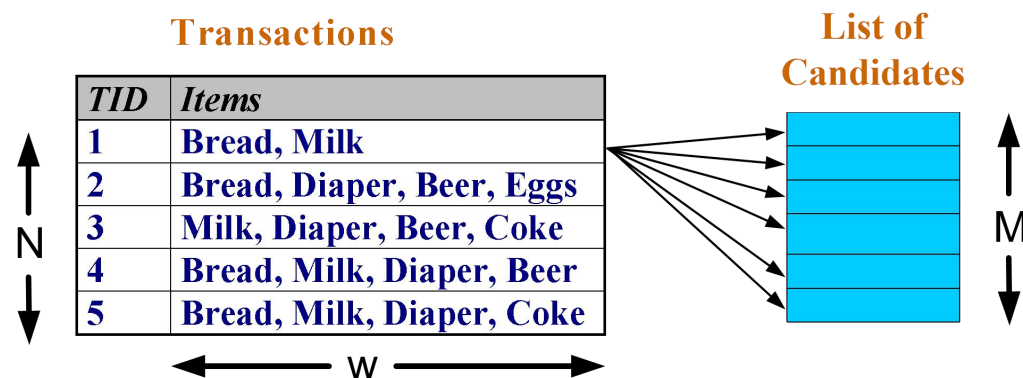 Transactions
List of
Candidates
TID Items
1 Bread, Milk
2 Bread, Diaper, Beer, Eggs
3 Milk, Diaper, Beer, Coke
4 Bread, Milk, Diaper, Beer
5 Bread, Milk, Diaper, Coke
N
M
w